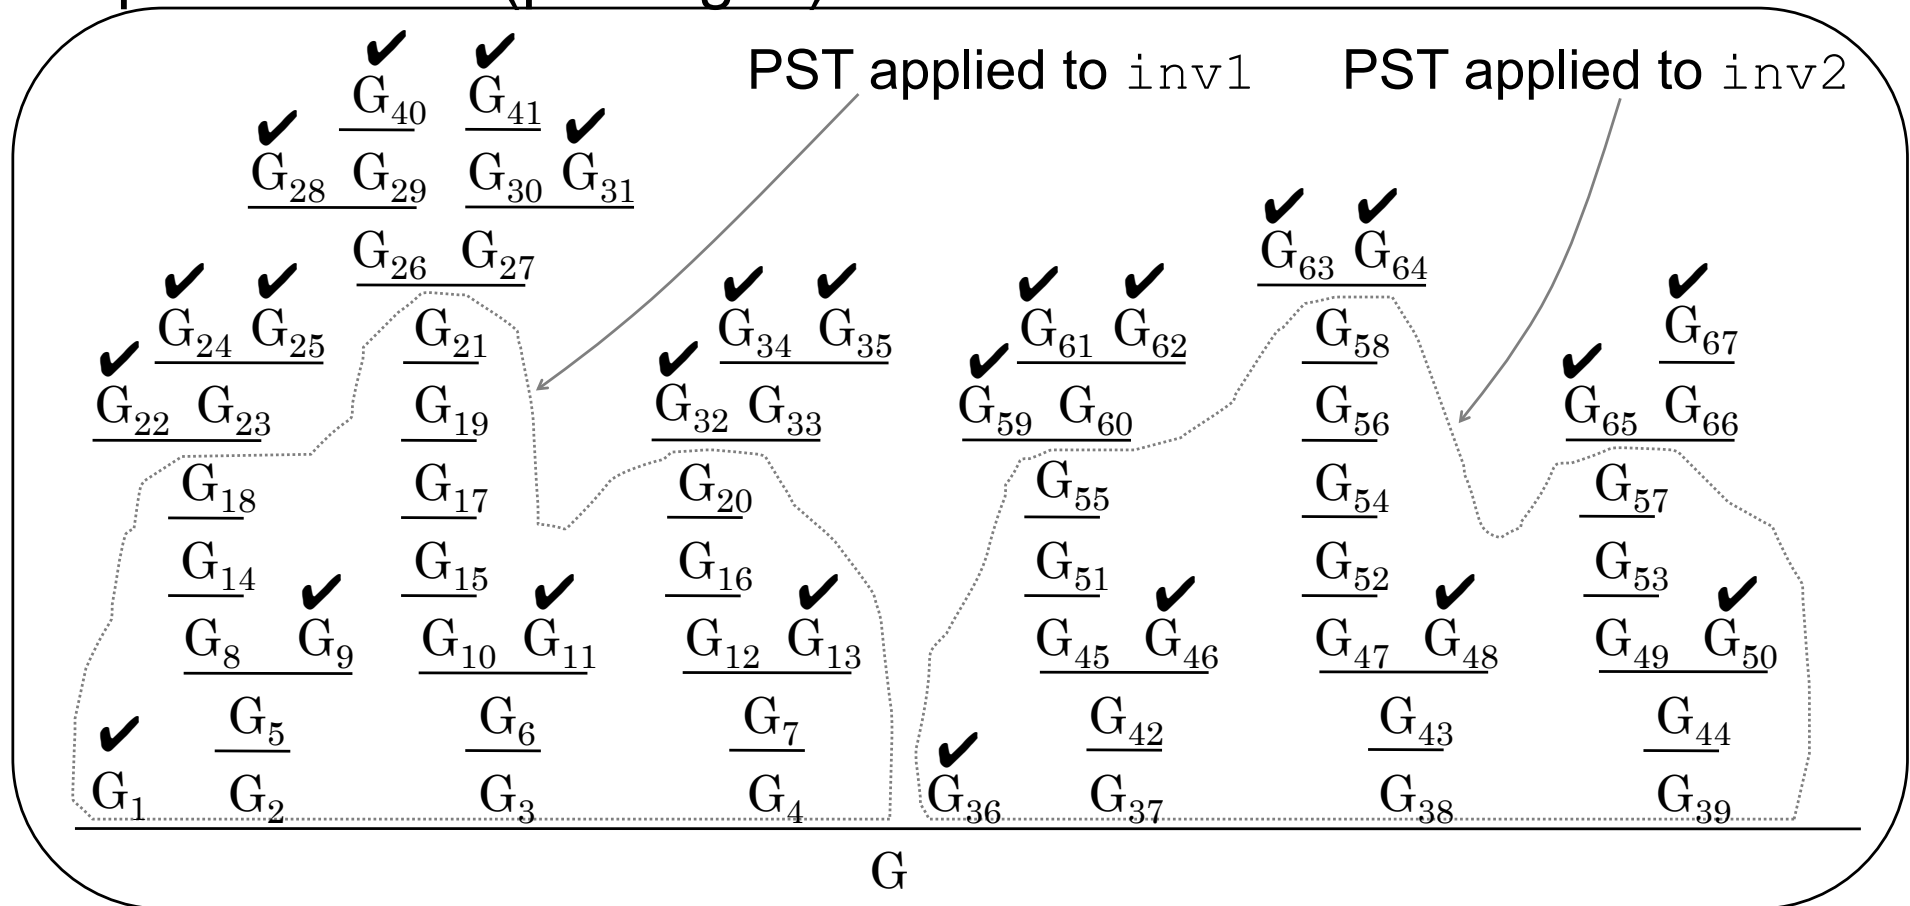 PST applied to inv1 PST applied to inv2
✔ ✔
G40 G41
✔ ✔
G28 G29 G30 G31
✔ ✔
G26 G27 G63 G64
✔ ✔ ✔ ✔ ✔ ✔ ✔
G24 G25 G21 G34 G35 G61 G62 G58 G67
✔ ✔ ✔ ✔
G22 G23 G19 G32 G33 G59 G60 G56 G65 G66
G18 G17 G20 G55 G54 G57
G14 G15 G16 G51 G52 G53
✔ ✔ ✔ ✔ ✔ ✔
G8 G9 G10 G11 G12 G13 G45 G46 G47 G48 G49 G50
G5 G6 G7 G42 G43 G44
✔ ✔
G1 G2 G3 G4 G36 G37 G38 G39
G